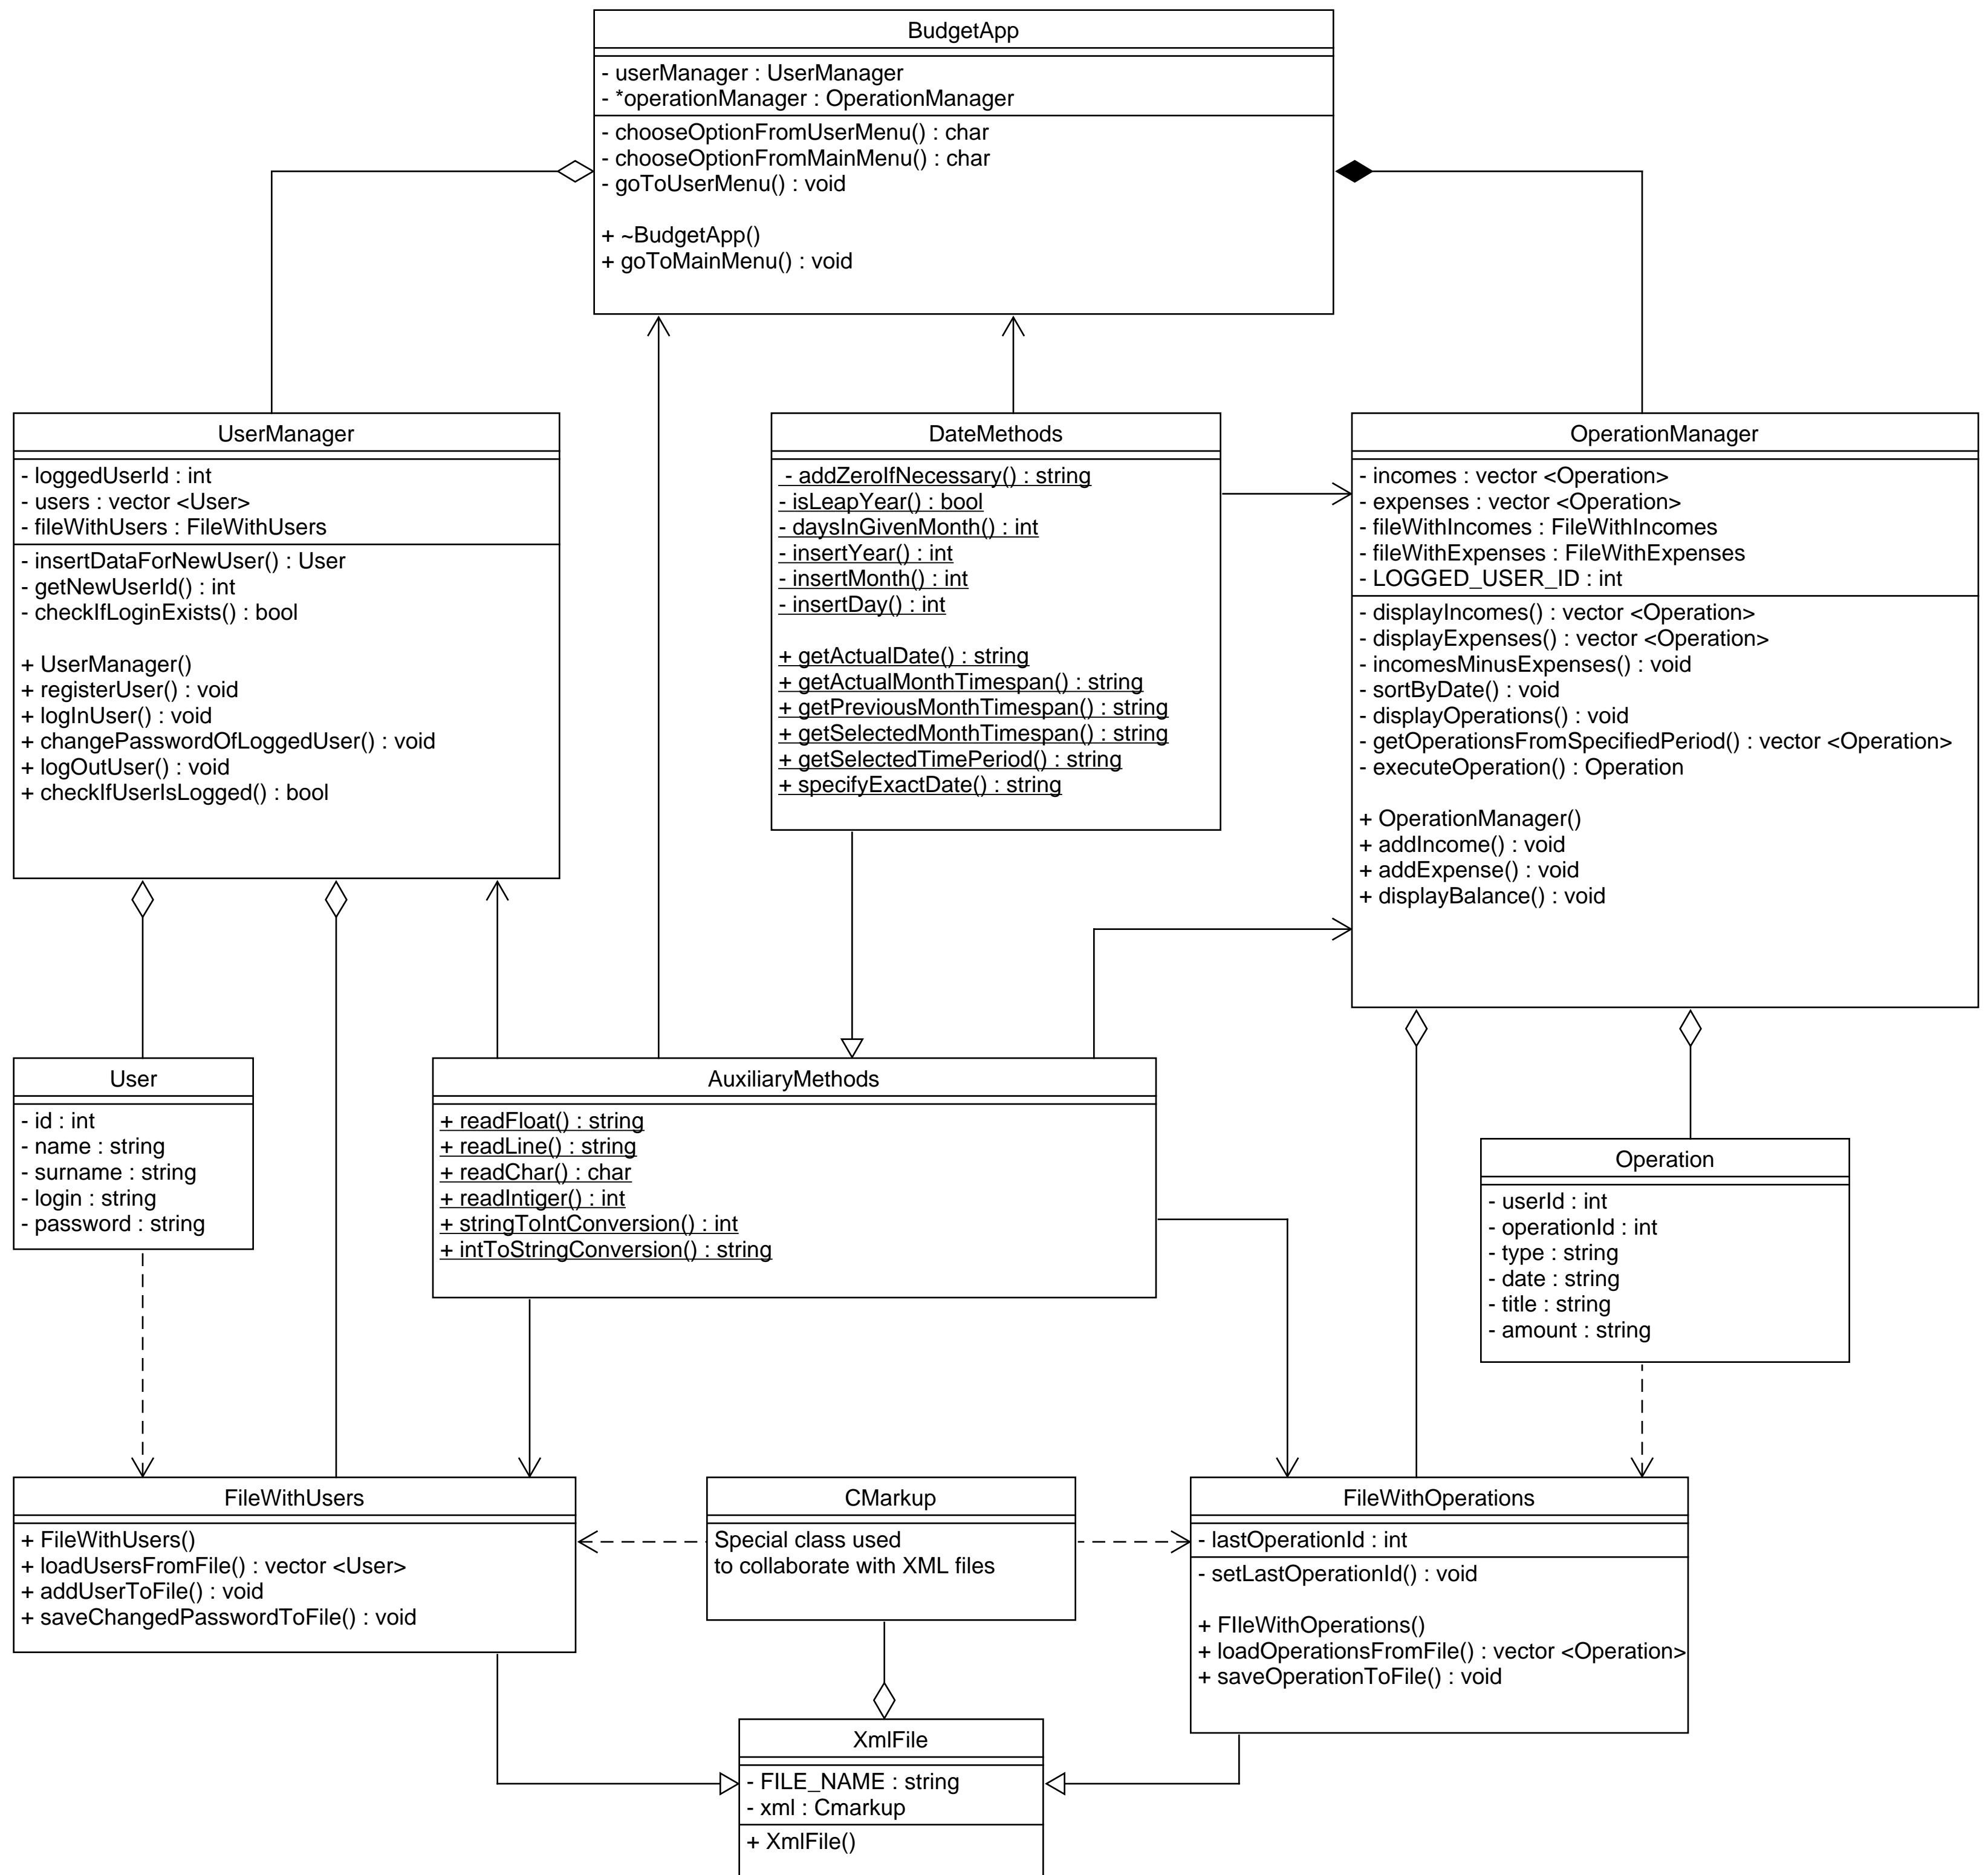 BudgetApp
- userManager : UserManager
- *operationManager : OperationManager
- chooseOptionFromUserMenu() : char
- chooseOptionFromMainMenu() : char
- goToUserMenu() : void
+ ~BudgetApp()
+ goToMainMenu() : void
UserManager
- loggedUserId : int
- users : vector <User>
- fileWithUsers : FileWithUsers
- insertDataForNewUser() : User
- getNewUserId() : int
- checkIfLoginExists() : bool
+ UserManager()
+ registerUser() : void
+ logInUser() : void
+ changePasswordOfLoggedUser() : void
+ logOutUser() : void
+ checkIfUserIsLogged() : bool
DateMethods
- addZeroIfNecessary() : string
- isLeapYear() : bool
- daysInGivenMonth() : int
- insertYear() : int
- insertMonth() : int
- insertDay() : int
+ getActualDate() : string
+ getActualMonthTimespan() : string
+ getPreviousMonthTimespan() : string
+ getSelectedMonthTimespan() : string
+ getSelectedTimePeriod() : string
+ specifyExactDate() : string
OperationManager
- incomes : vector <Operation>
- expenses : vector <Operation>
- fileWithIncomes : FileWithIncomes
- fileWithExpenses : FileWithExpenses
- LOGGED_USER_ID : int
- displayIncomes() : vector <Operation>
- displayExpenses() : vector <Operation>
- incomesMinusExpenses() : void
- sortByDate() : void
- displayOperations() : void
- getOperationsFromSpecifiedPeriod() : vector <Operation>
- executeOperation() : Operation
+ OperationManager()
+ addIncome() : void
+ addExpense() : void
+ displayBalance() : void
User
- id : int
- name : string
- surname : string
- login : string
- password : string
AuxiliaryMethods
+ readFloat() : string
+ readLine() : string
+ readChar() : char
+ readIntiger() : int
+ stringToIntConversion() : int
+ intToStringConversion() : string
Operation
- userId : int
- operationId : int
- type : string
- date : string
- title : string
- amount : string
FileWithUsers
+ FileWithUsers()
+ loadUsersFromFile() : vector <User>
+ addUserToFile() : void
+ saveChangedPasswordToFile() : void
CMarkup
Special class used
to collaborate with XML files
FileWithOperations
- lastOperationId : int
- setLastOperationId() : void
+ FIleWithOperations()
+ loadOperationsFromFile() : vector <Operation>
+ saveOperationToFile() : void
XmlFile
- FILE_NAME : string
- xml : Cmarkup
+ XmlFile()